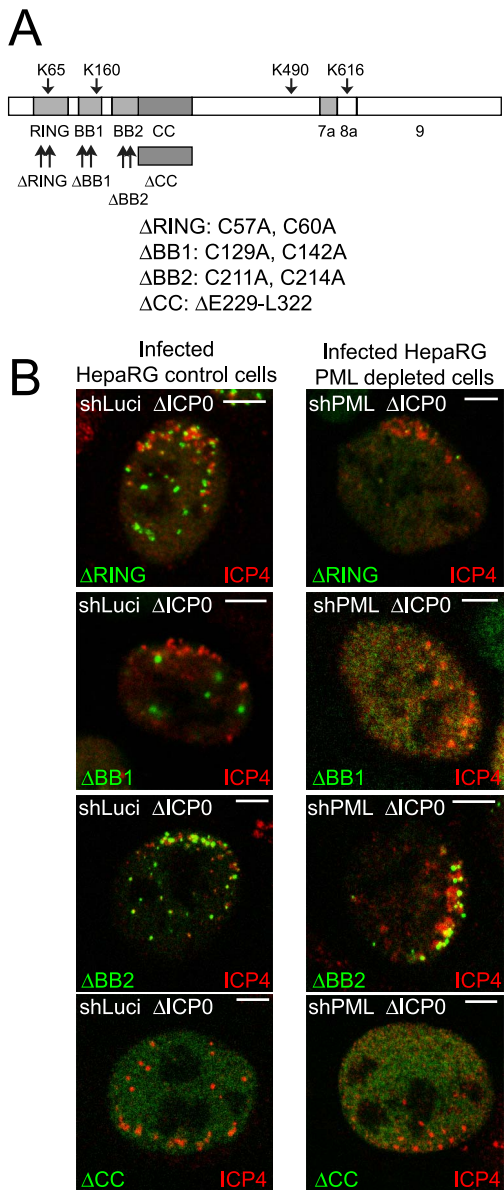 A
K65 K160 K490 K616
RING BB1 BB2 CC 7a 8a 9
ΔRING ΔBB1 ΔCC
ΔBB2
ΔRING: C57A, C60A
ΔBB1: C129A, C142A
ΔBB2: C211A, C214A
ΔCC: ΔE229-L322
B
Infected
HepaRG control cells
Infected HepaRG
PML depleted cells
shLuci ΔICP0
shPML ΔICP0
ΔRING ICP4
ΔRING ICP4
shLuci ΔICP0
shPML ΔICP0
ΔBB1 ICP4
ΔBB1 ICP4
shLuci ΔICP0
shPML ΔICP0
ΔBB2 ICP4
ΔBB2 ICP4
shLuci ΔICP0
shPML ΔICP0
ΔCC ICP4
ΔCC ICP4